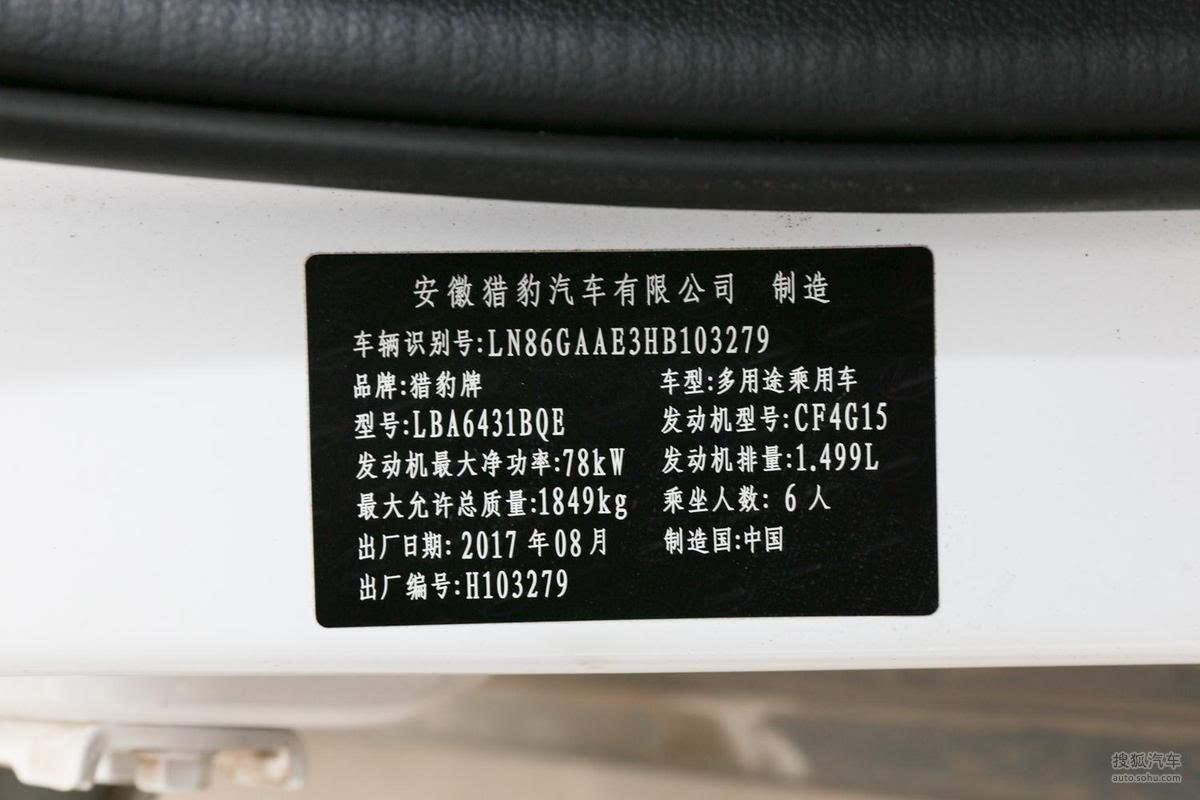 安徽猎豹汽车有限公司 制造
车辆识别号:LN86GAAE3HB103279
品牌:猎豹牌 车型:多用途乘用车
型号:LBA6431BQE 发动机型号:CF4G15
发动机最大净功率:78kW 发动机排量:1.499L
最大允许总质量:1849kg 乘坐人数: 6 人
出厂日期: 2017 年 08 月 制造国:中国
出厂编号:H103279
搜狐汽车
auto.sohu.com